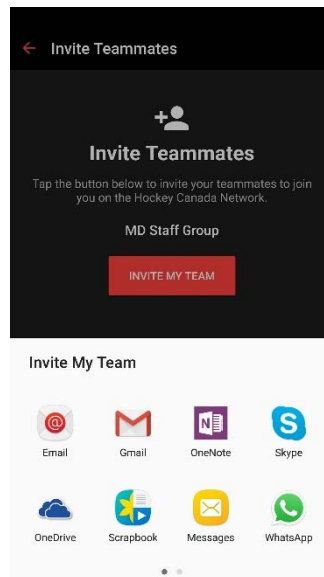 Invite Teammates
Invite Teammates
Tap the button below to invite your teammates to join
you on the Hockey Canada Network.
MD Staff Group
INVITE MY TEAM
Invite My Team
Email Gmail OneNote Skype
OneDrive Scrapbook Messages WhatsApp